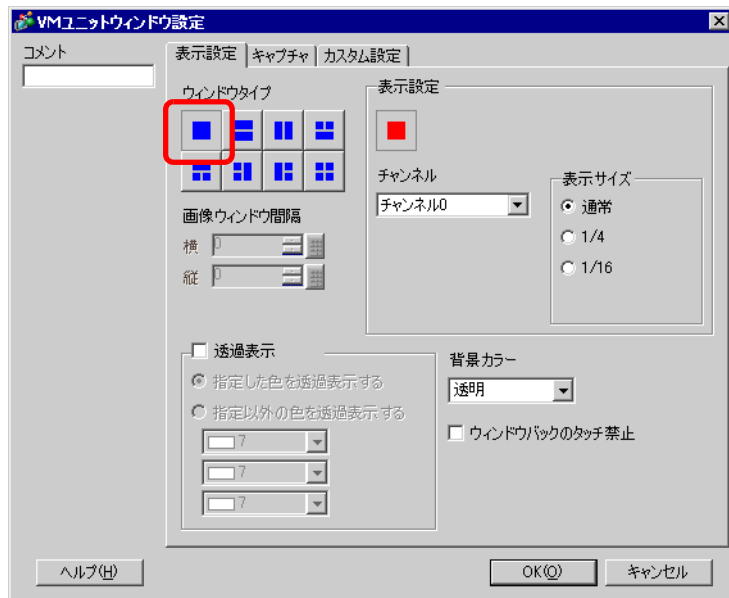 VMユニットウィンドウ設定
コメント
表示設定
キャプチャ
カスタム設定
ウィンドウタイプ
表示設定
チャンネル
チャンネル0
表示サイズ
通常
1/4
1/16
画像ウィンドウ間隔
横 0
縦 0
透過表示
指定した色を透過表示する
指定以外の色を透過表示する
7
7
7
背景カラー
透明
ウィンドウバックのタッチ禁止
ヘルプ(H)
OK(O)
キャンセル